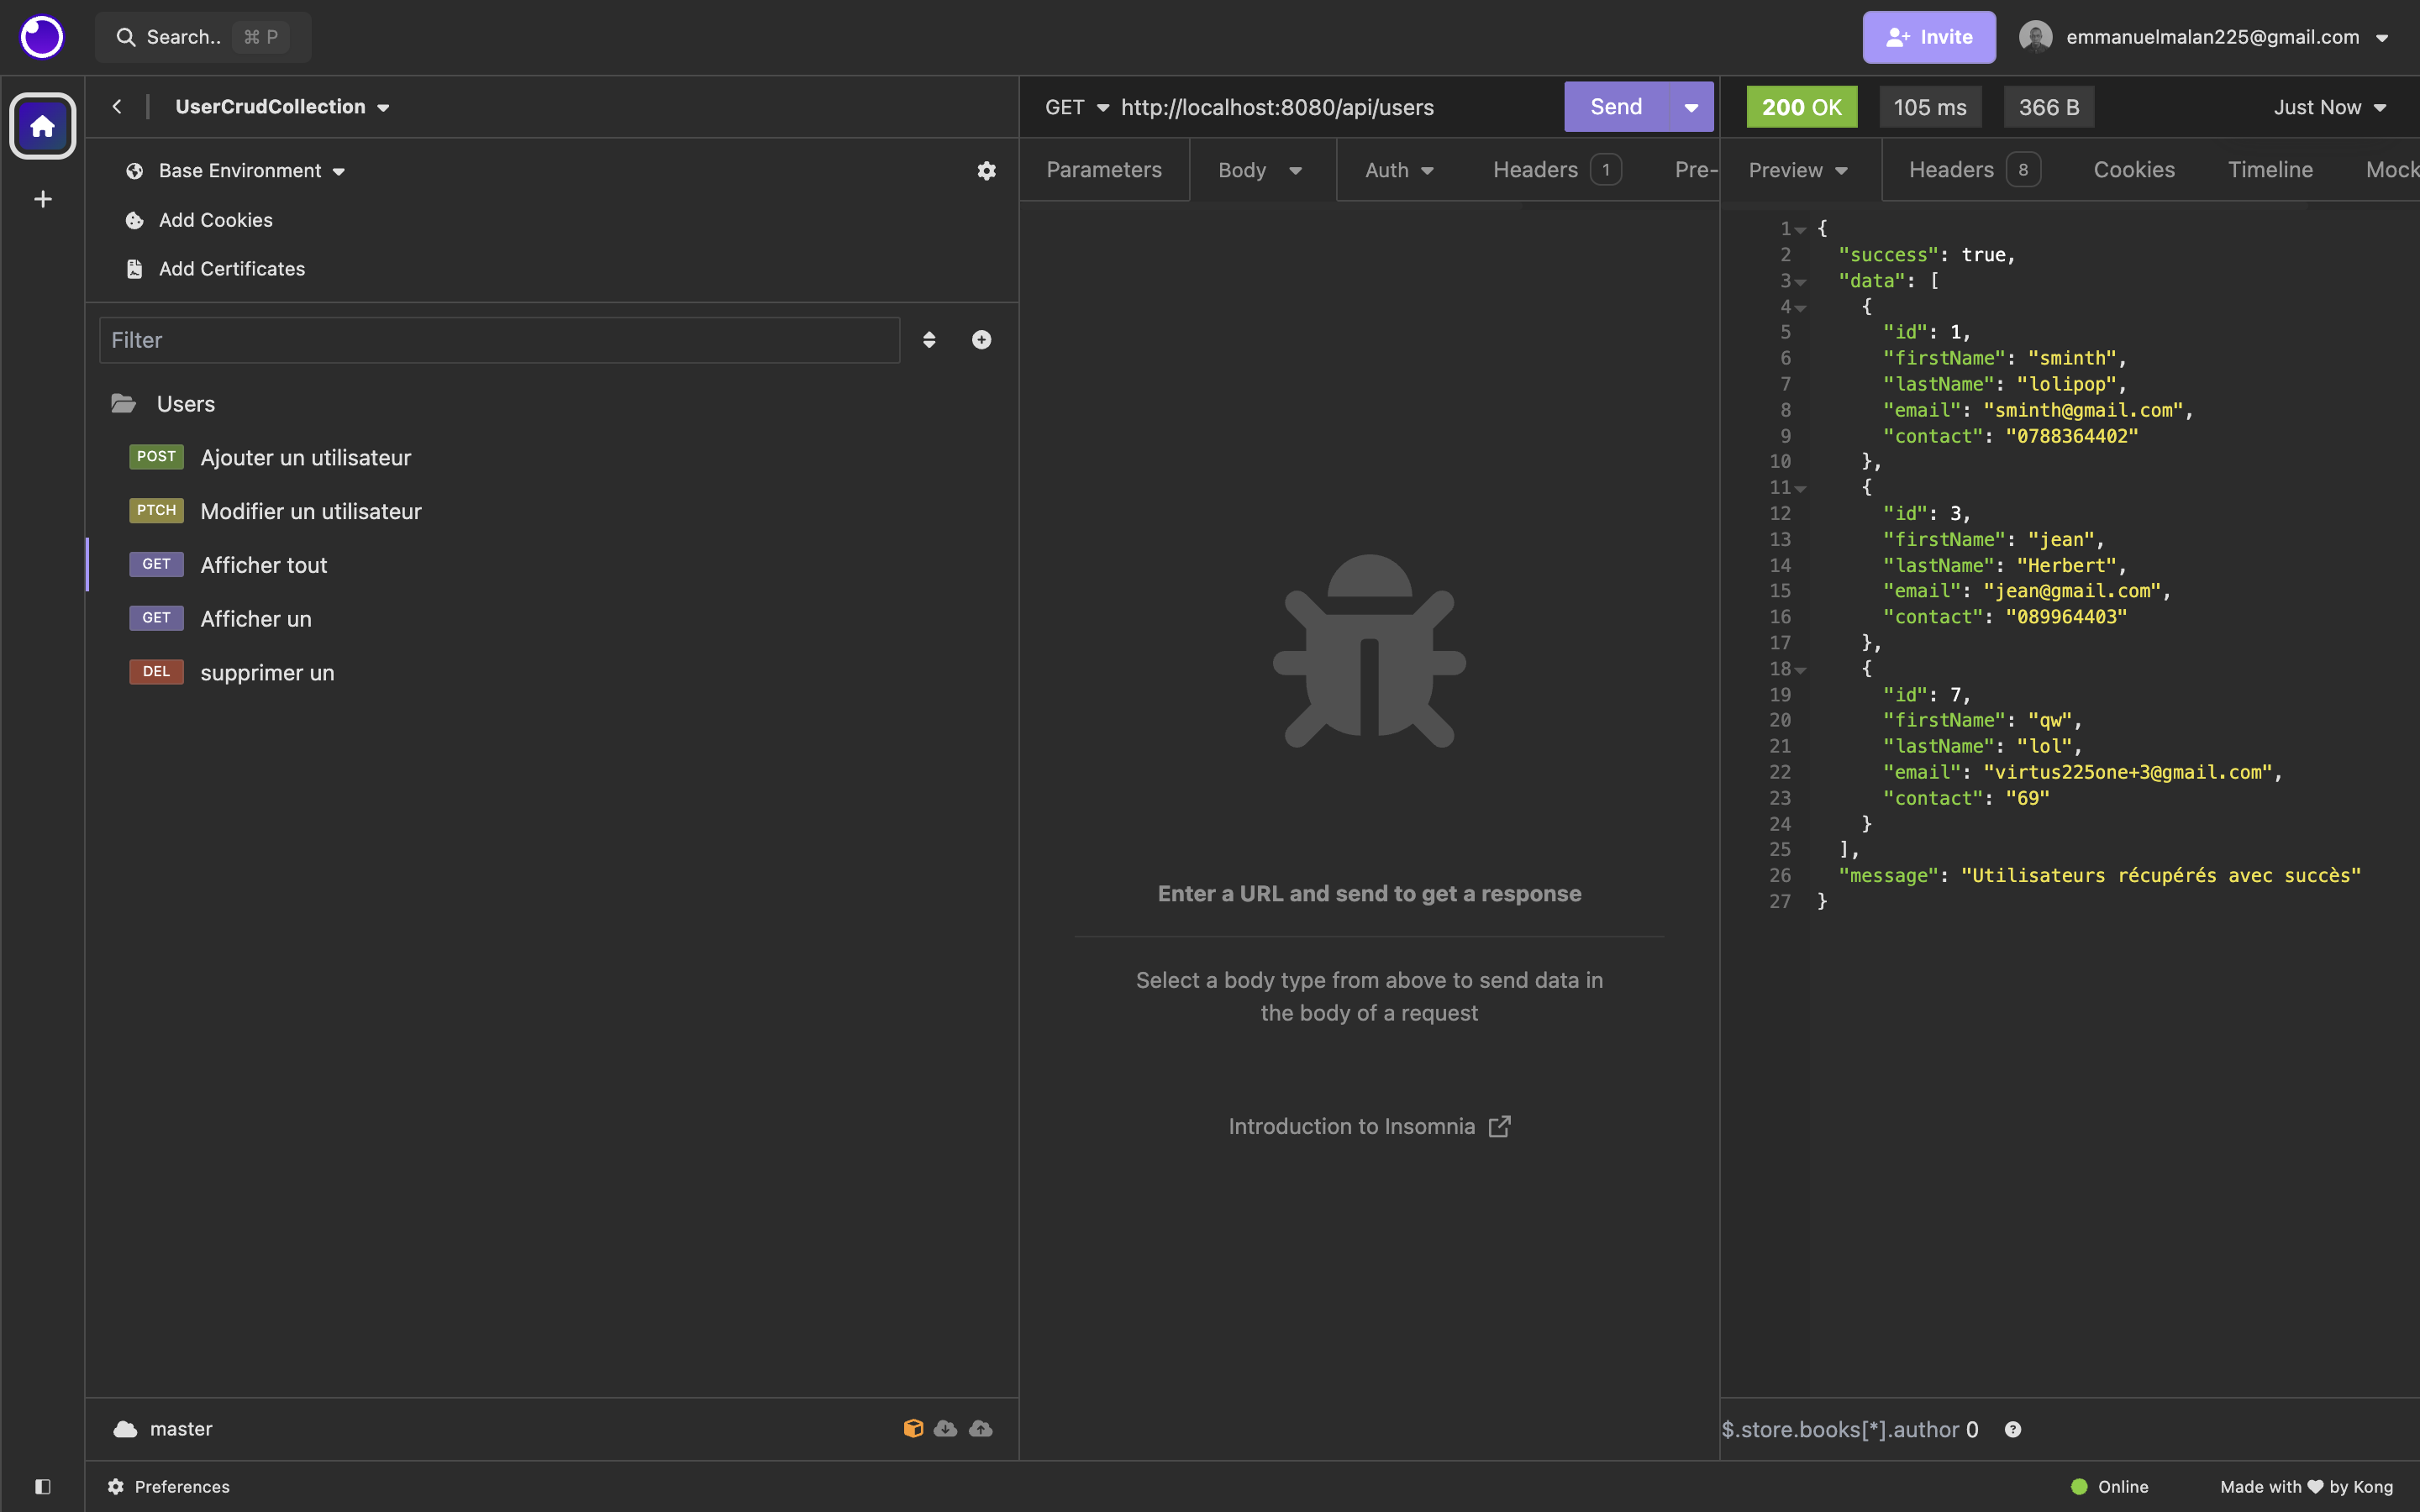 Search.. ⌘ P
Invite
emmanuelmalan225@gmail.com
UserCrudCollection
Base Environment
Add Cookies
Add Certificates
Filter
Users
POST Ajouter un utilisateur
PTCH Modifier un utilisateur
GET Afficher tout
GET Afficher un
DEL supprimer un
master
Preferences
GET http://localhost:8080/api/users
Send
Parameters Body Auth Headers 1 Pre-
Enter a URL and send to get a response
Select a body type from above to send data in
the body of a request
Introduction to Insomnia
200 OK 105 ms 366 B Just Now
Preview Headers 8 Cookies Timeline Mock
1 {
2 "success": true,
3 "data": [
4 {
5 "id": 1,
6 "firstName": "sminth",
7 "lastName": "lolipop",
8 "email": "sminth@gmail.com",
9 "contact": "0788364402"
10 },
11 {
12 "id": 3,
13 "firstName": "jean",
14 "lastName": "Herbert",
15 "email": "jean@gmail.com",
16 "contact": "089964403"
17 },
18 {
19 "id": 7,
20 "firstName": "qw",
21 "lastName": "lol",
22 "email": "virtus225one+3@gmail.com",
23 "contact": "69"
24 }
25 ],
26 "message": "Utilisateurs récupérés avec succès"
27 }
$.store.books[*].author 0
Online
Made with ❤ by Kong